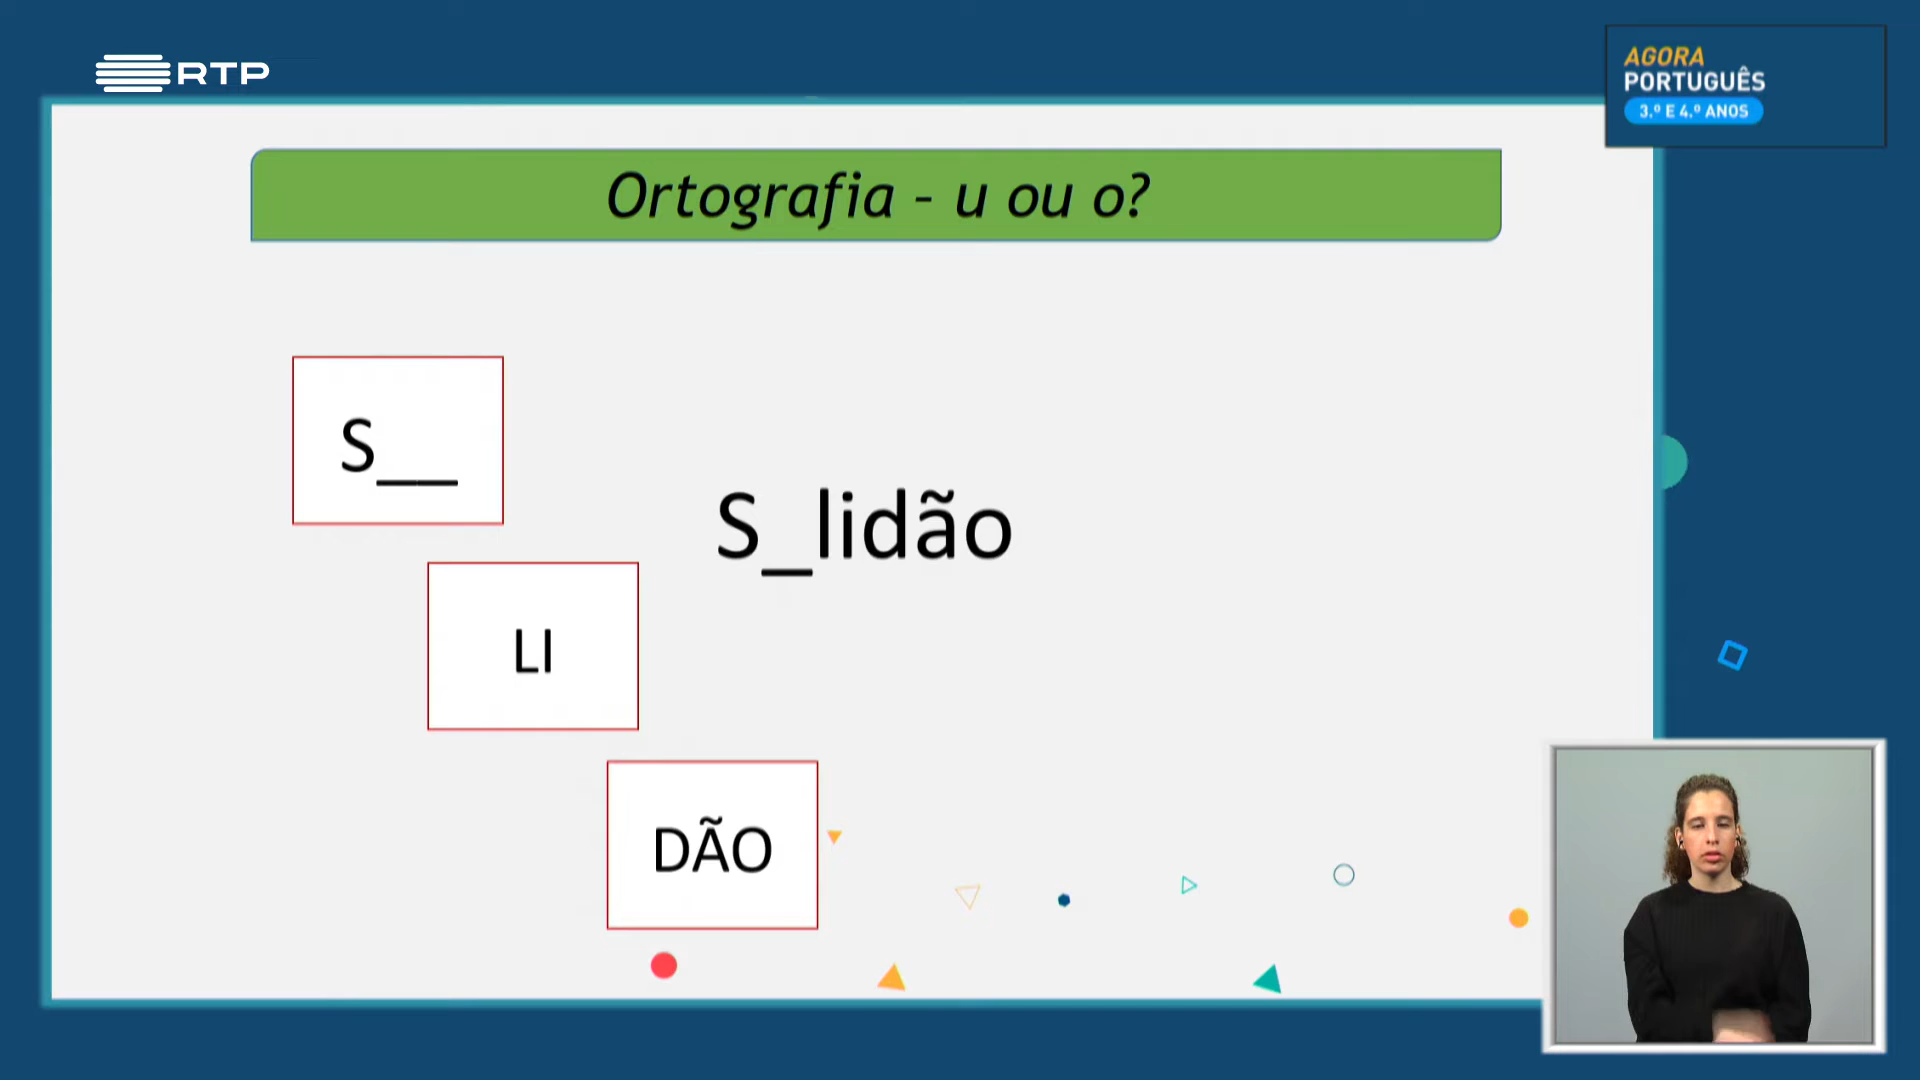 RTP
AGORA
PORTUGUÊS
3.º E 4.º ANOS
Ortografia - u ou o?
S__
S_lidão
LI
DÃO